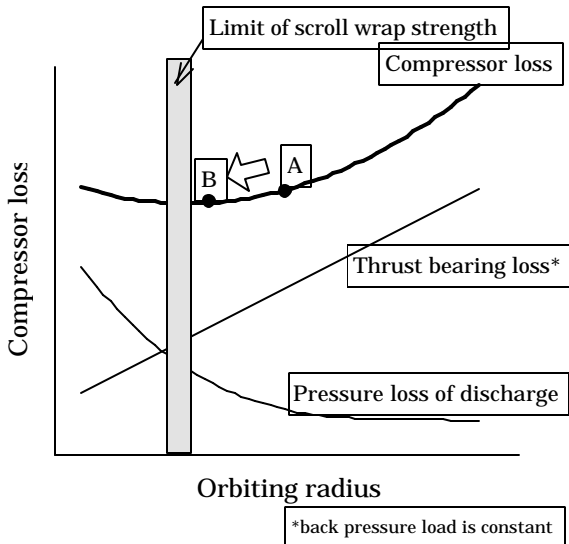 Limit of scroll wrap strength
Compressor loss
A
B
Thrust bearing loss*
Pressure loss of discharge
Compressor loss
Orbiting radius
*back pressure load is constant